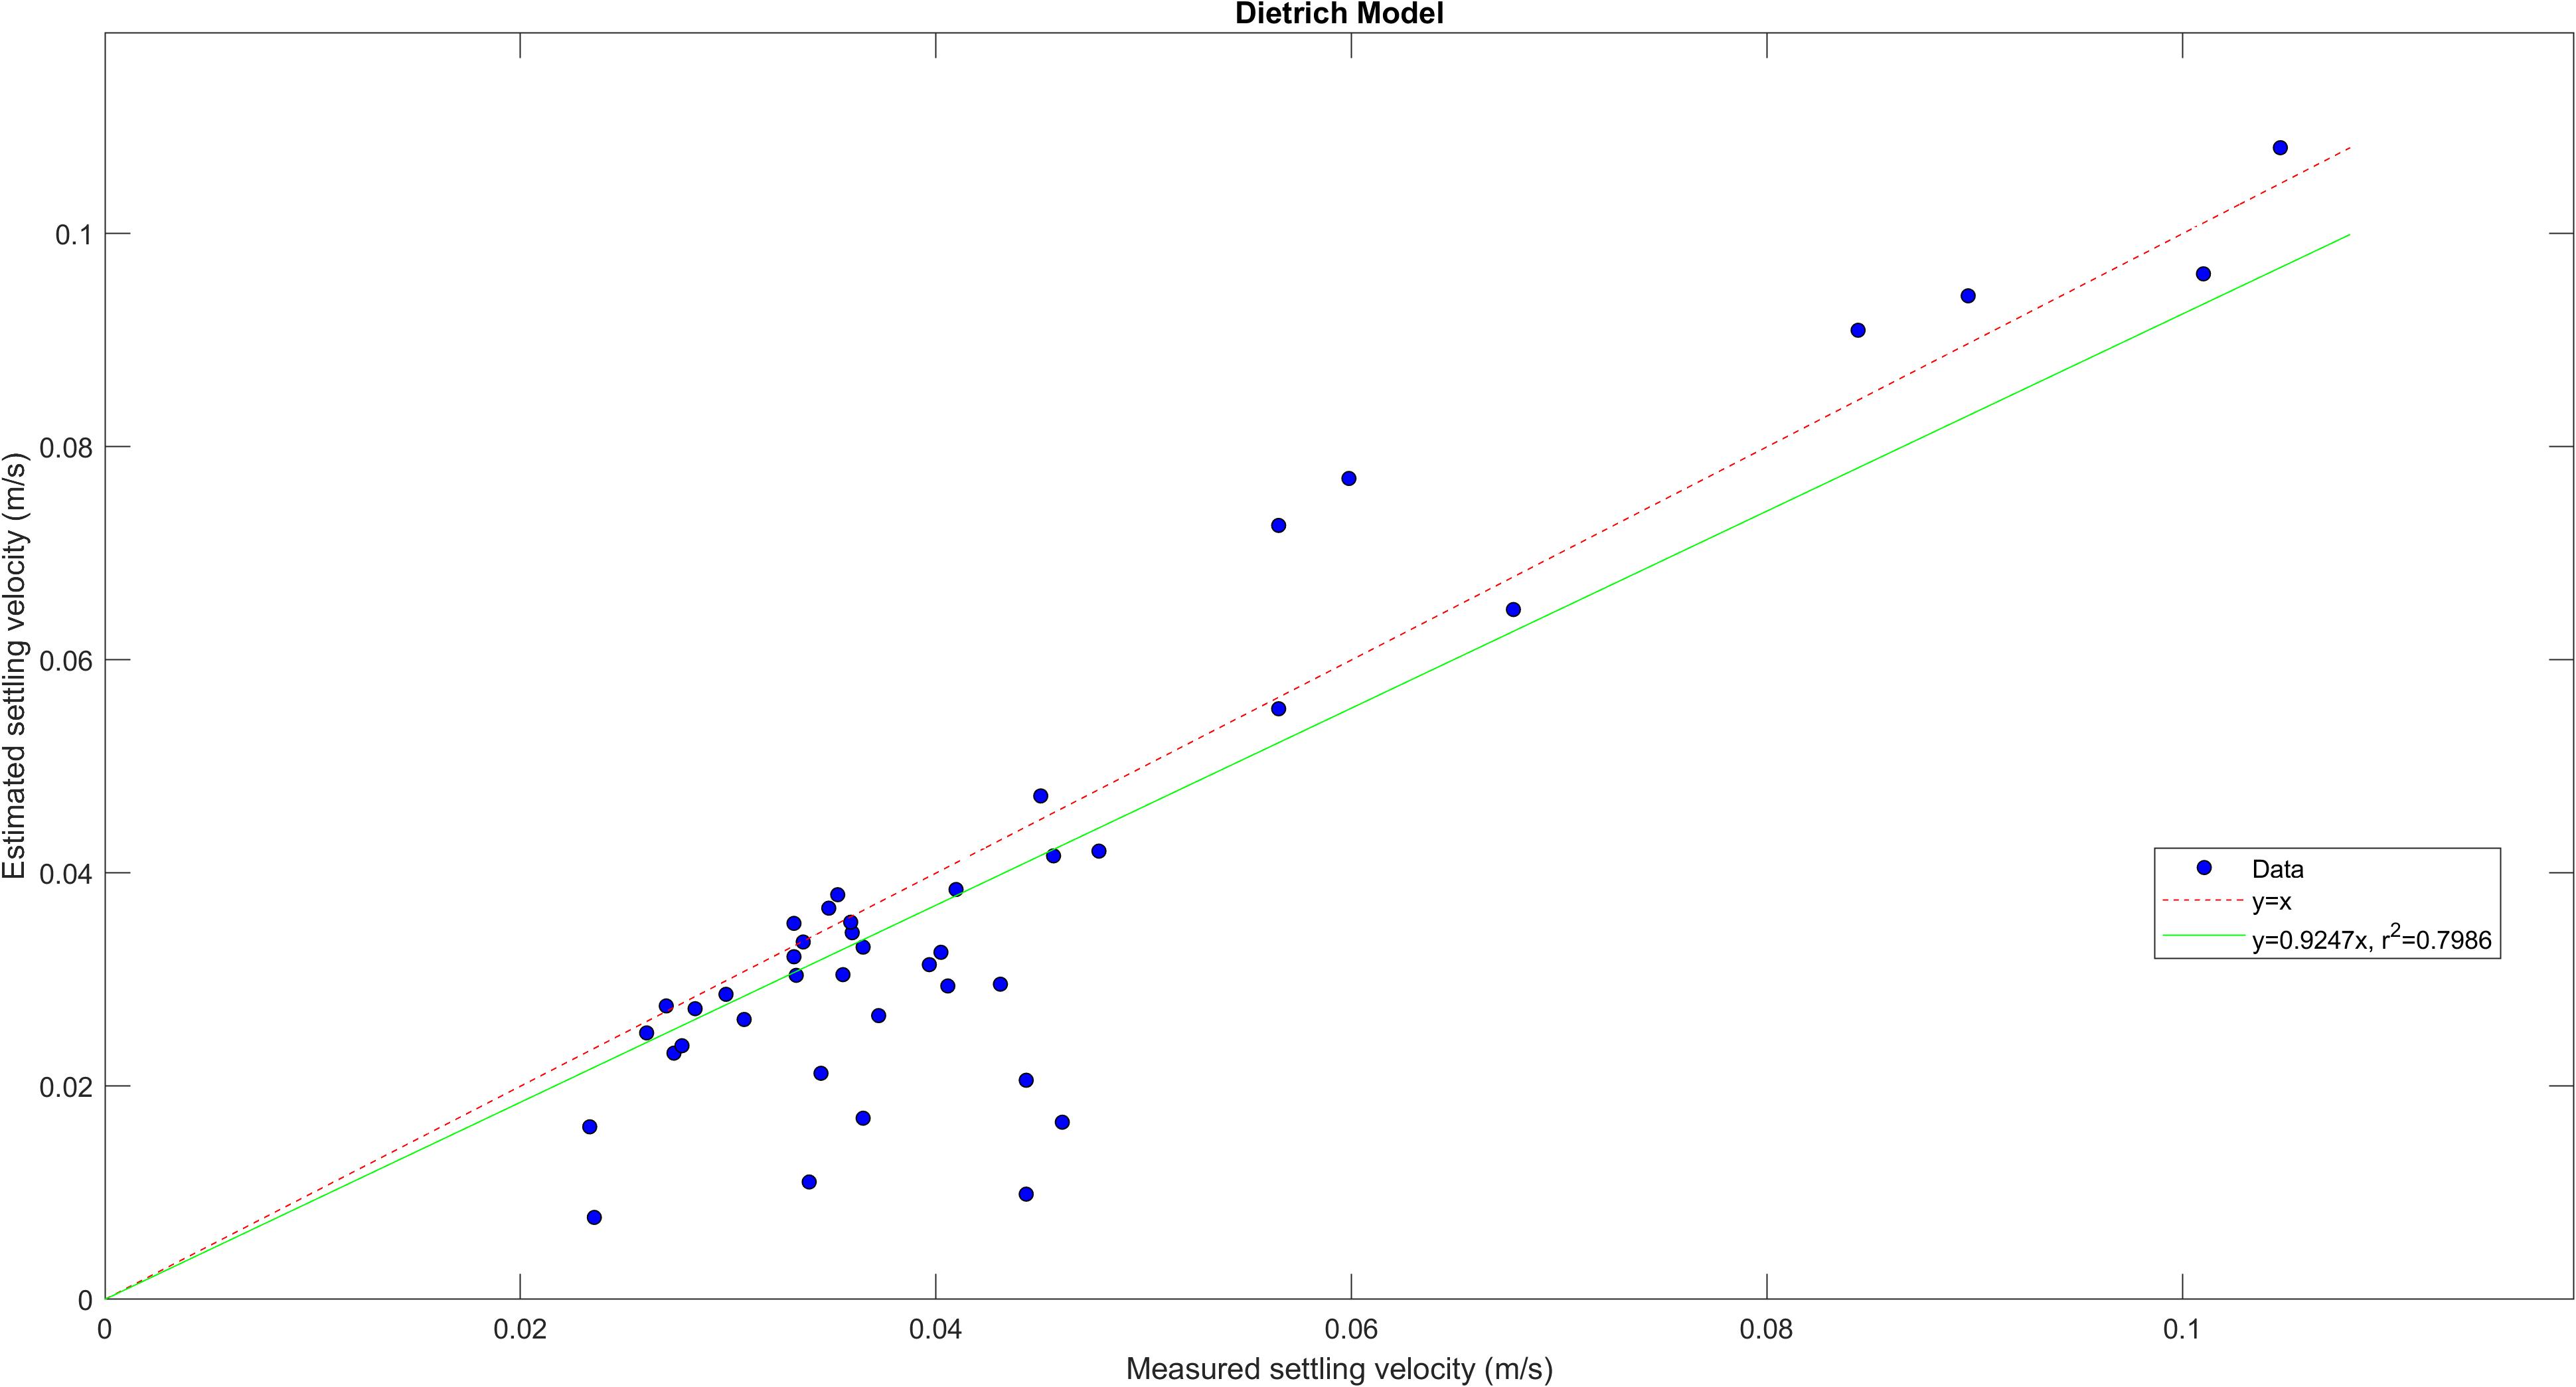 Dietrich Model
Estimated settling velocity (m/s)
0.1
0.08
0.06
0.04
0.02
0
Data
y=x
y=0.9247x, r²=0.7986
0 0.02 0.04 0.06 0.08 0.1
Measured settling velocity (m/s)